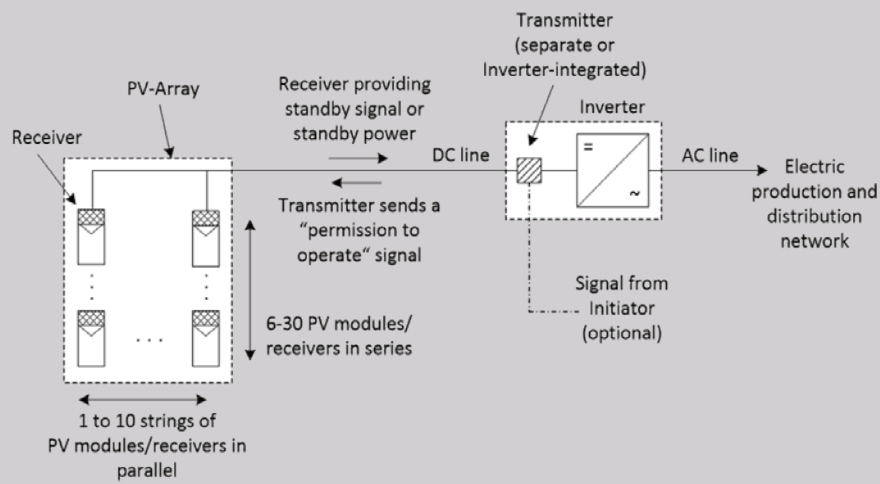 Transmitter
(separate or
Inverter-integrated)
PV-Array
Receiver providing
standby signal or
standby power
Inverter
Receiver
DC line
AC line
Electric
production and
distribution
network
=
~
Transmitter sends a
“permission to
operate“ signal
Signal from
Initiator
(optional)
6-30 PV modules/
receivers in series
1 to 10 strings of
PV modules/receivers in
parallel